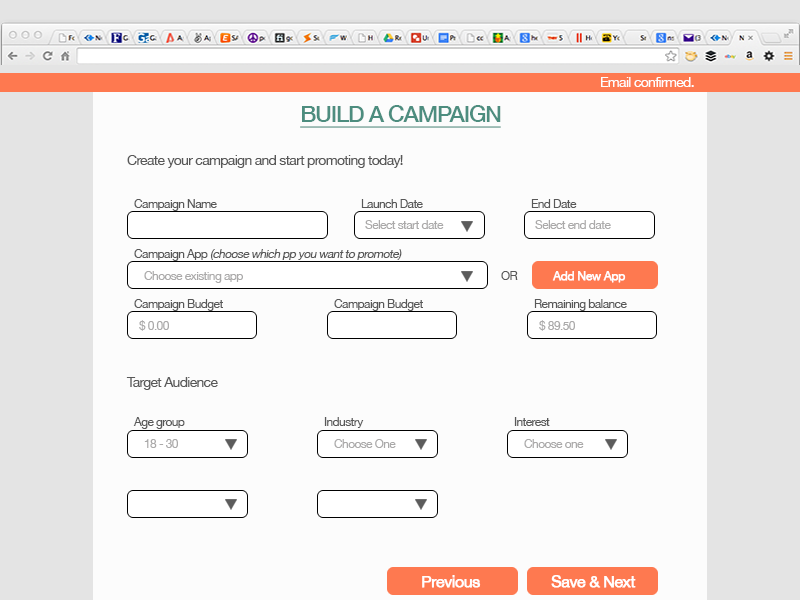 Email confirmed.
BUILD A CAMPAIGN
Create your campaign and start promoting today!
Campaign Name Launch Date End Date
Select start date Select end date
Campaign App (choose which pp you want to promote)
Choose existing app OR Add New App
Campaign Budget Campaign Budget Remaining balance
$ 0.00 $ 89.50
Target Audience
Age group Industry Interest
18 - 30 Choose One Choose one
Previous Save & Next